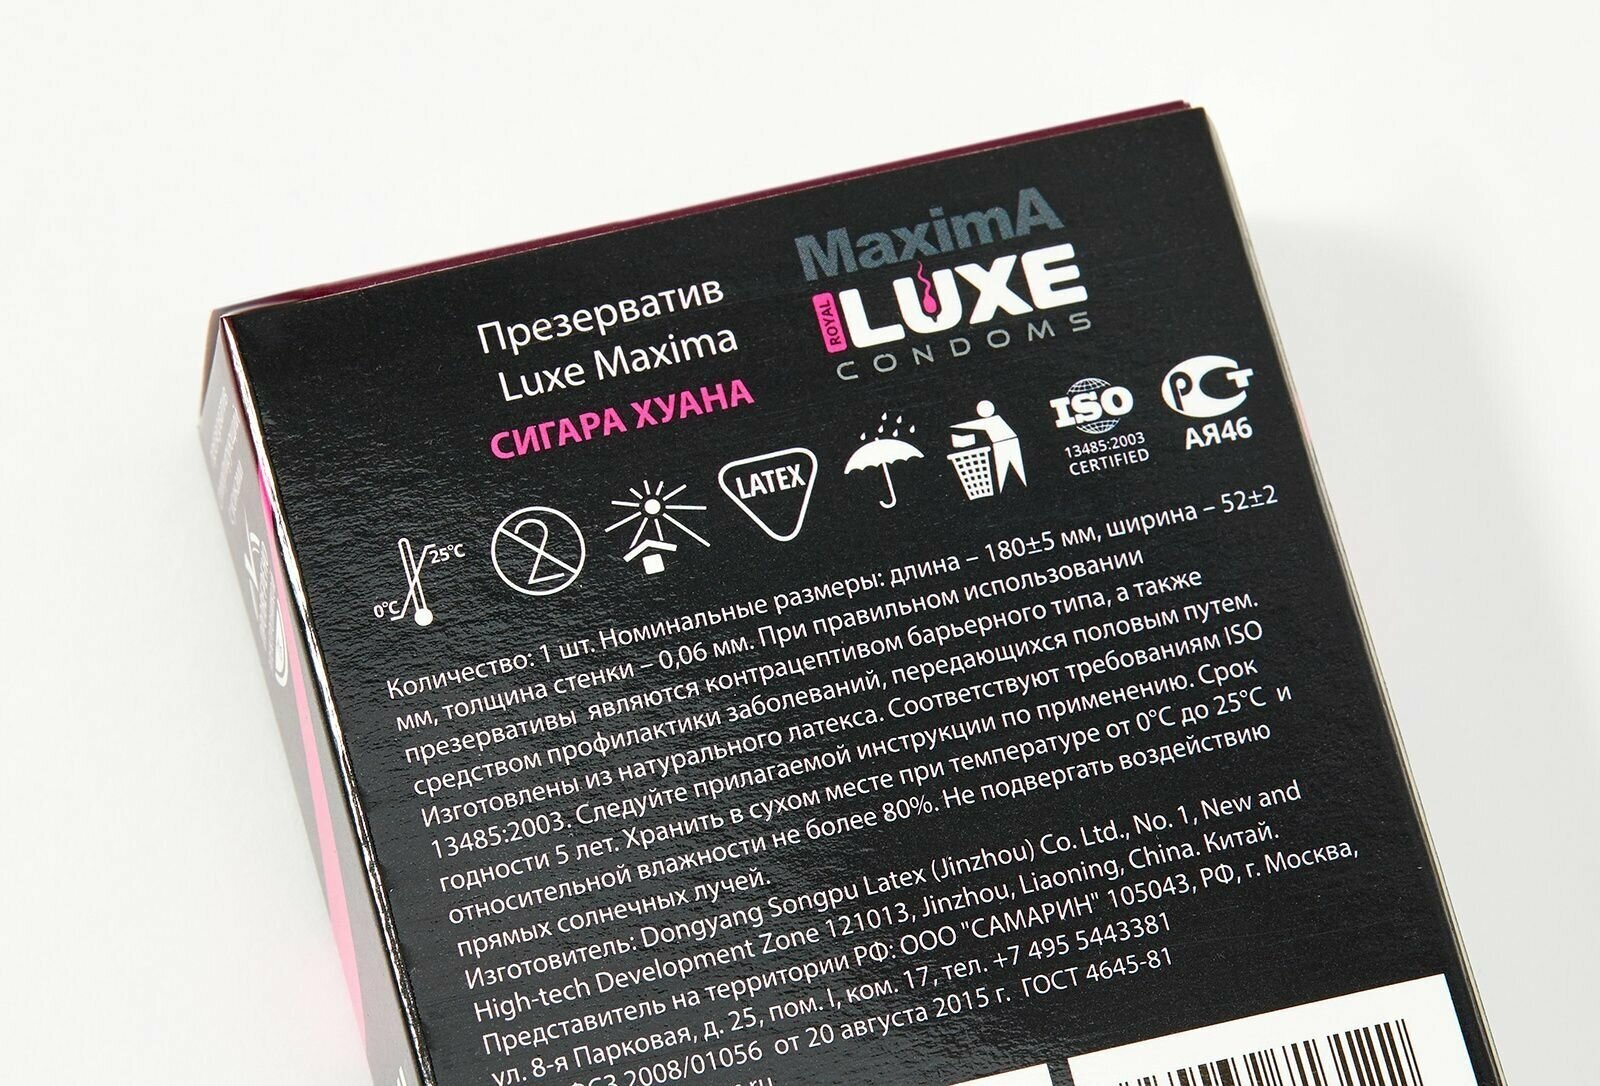 MaximA
ROYAL
LUXE
CONDOMS
Презерватив
Luxe Maxima
СИГАРА ХУАНА
0°C
25°C
2
LATEX
ISO
13485:2003
CERTIFIED
РСТ
АЯ46
Количество: 1 шт. Номинальные размеры: длина – 180±5 мм, ширина – 52±2
мм, толщина стенки – 0,06 мм. При правильном использовании
презервативы являются контрацептивом барьерного типа, а также
средством профилактики заболеваний, передающихся половым путем.
Изготовлены из натурального латекса. Соответствуют требованиям ISO
13485:2003. Следуйте прилагаемой инструкции по применению. Срок
годности 5 лет. Хранить в сухом месте при температуре от 0°С до 25°С и
относительной влажности не более 80%. Не подвергать воздействию
прямых солнечных лучей.
Изготовитель: Dongyang Songpu Latex (Jinzhou) Co. Ltd., No. 1, New and
High-tech Development Zone 121013, Jinzhou, Liaoning, China. Китай.
Представитель на территории РФ: ООО "САМАРИН" 105043, РФ, г. Москва,
ул. 8-я Парковая, д. 25, пом. I, ком. 17, тел. +7 495 5443381
2008/01056 от 20 августа 2015 г. ГОСТ 4645-81